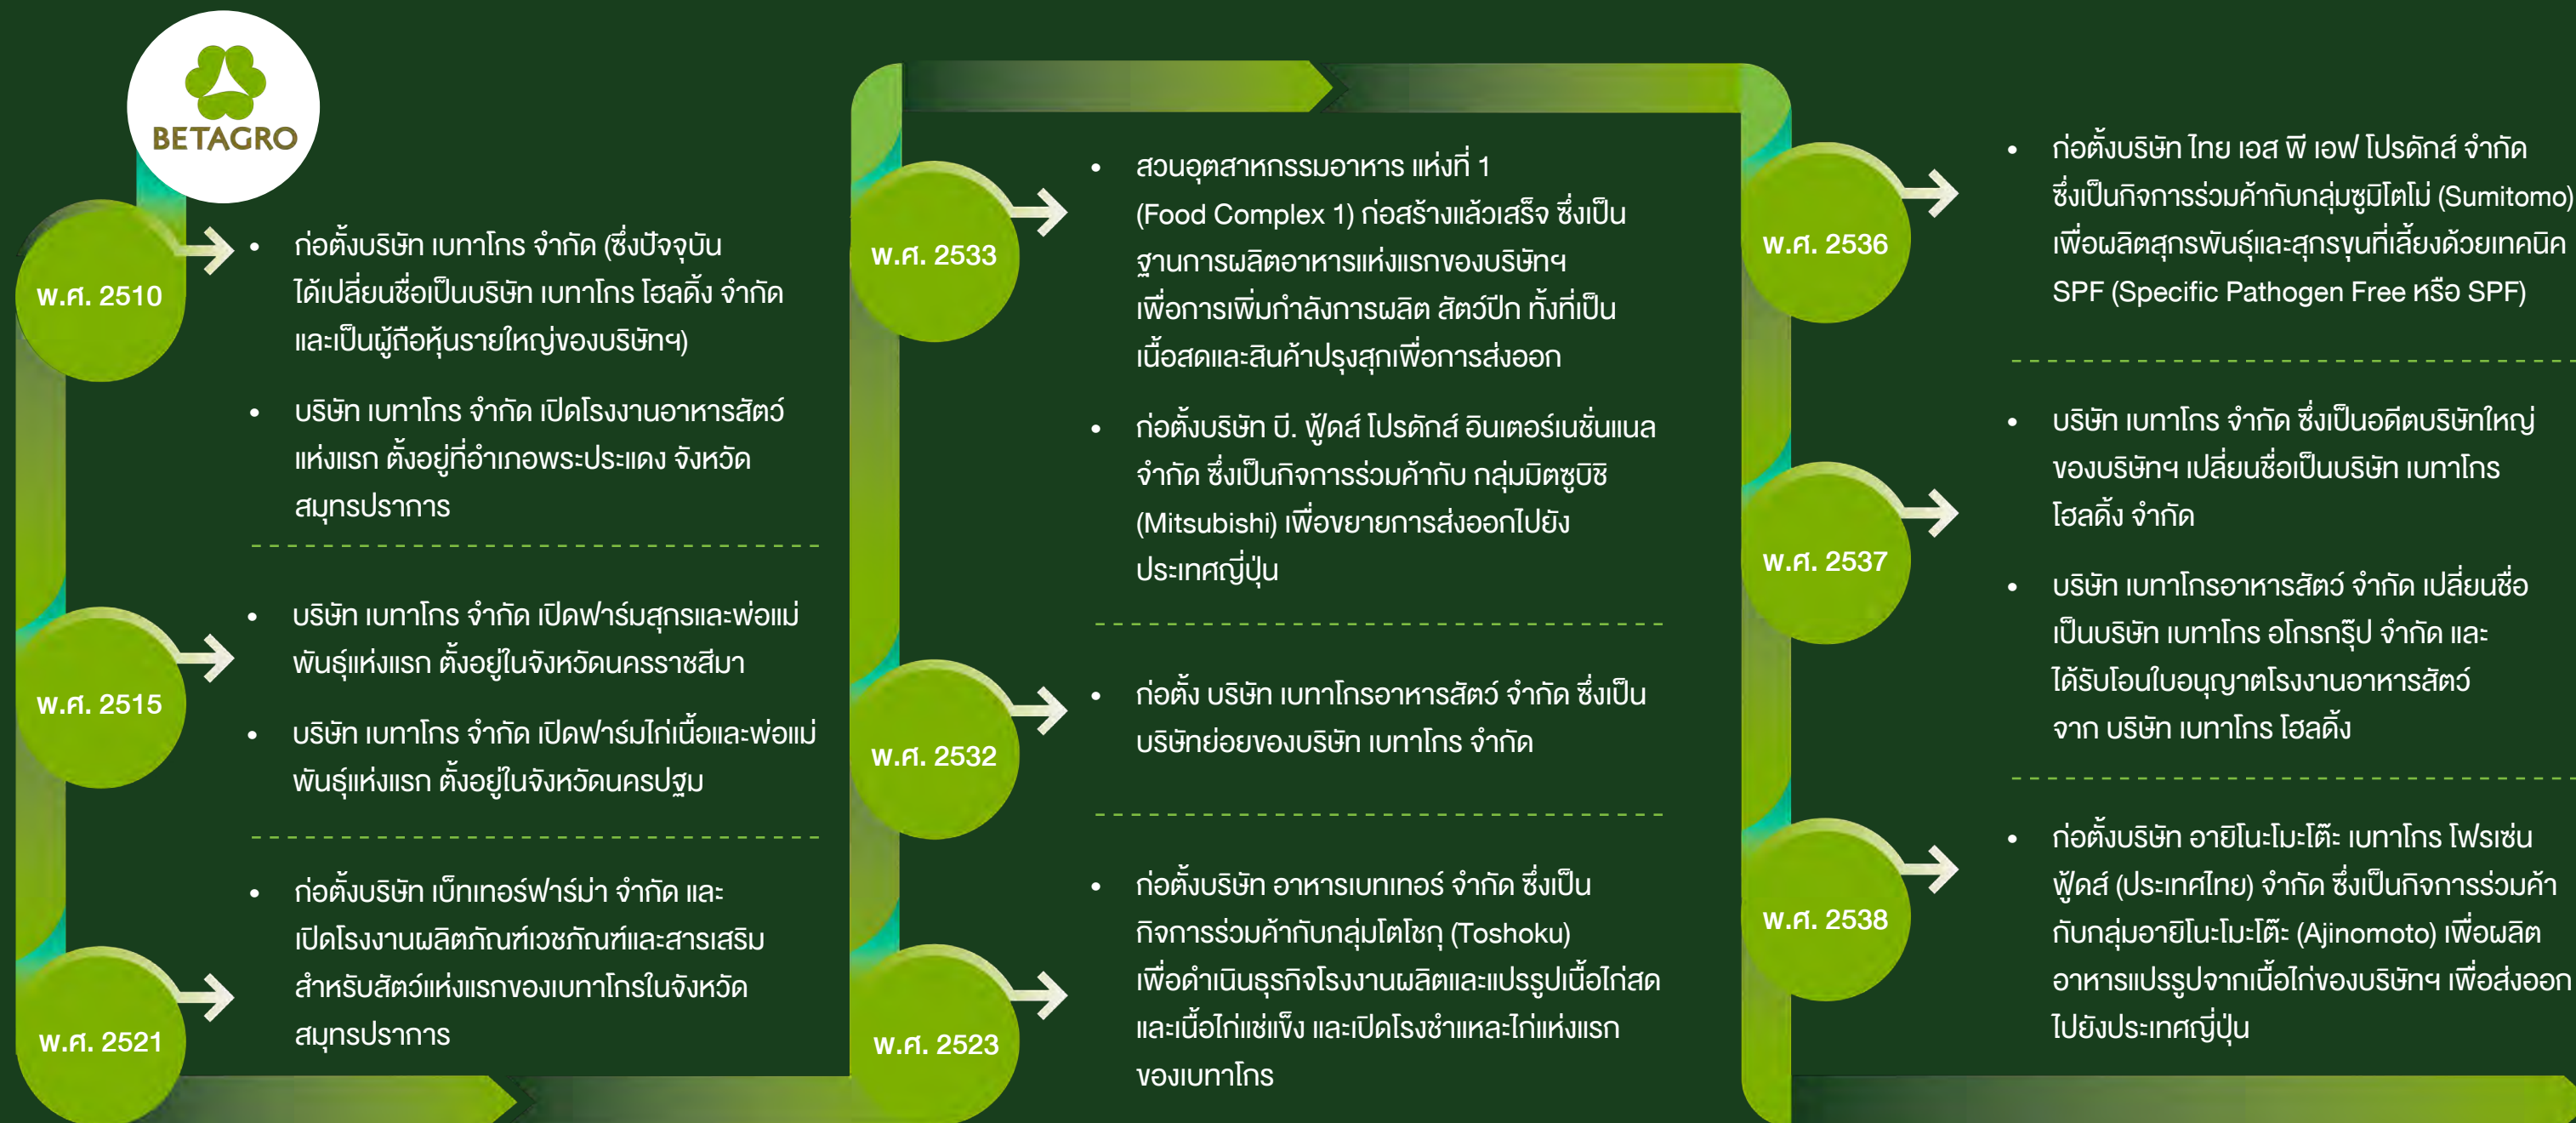 BETAGRO
พ.ศ. 2510
• ก่อตั้งบริษัท เบทาโกร จำกัด (ซึ่งปัจจุบัน
ได้เปลี่ยนชื่อเป็นบริษัท เบทาโกร โฮลดิ้ง จำกัด
และเป็นผู้ถือหุ้นรายใหญ่ของบริษัทฯ)
• บริษัท เบทาโกร จำกัด เปิดโรงงานอาหารสัตว์
แห่งแรก ตั้งอยู่ที่อำเภอพระประแดง จังหวัด
สมุทรปราการ
พ.ศ. 2515
• บริษัท เบทาโกร จำกัด เปิดฟาร์มสุกรและพ่อแม่
พันธุ์แห่งแรก ตั้งอยู่ในจังหวัดนครราชสีมา
• บริษัท เบทาโกร จำกัด เปิดฟาร์มไก่เนื้อและพ่อแม่
พันธุ์แห่งแรก ตั้งอยู่ในจังหวัดนครปฐม
พ.ศ. 2521
• ก่อตั้งบริษัท เบ็ทเทอร์ฟาร์ม่า จำกัด และ
เปิดโรงงานผลิตภัณฑ์เวชภัณฑ์และสารเสริม
สำหรับสัตว์แห่งแรกของเบทาโกรในจังหวัด
สมุทรปราการ
พ.ศ. 2533
• สวนอุตสาหกรรมอาหาร แห่งที่ 1
(Food Complex 1) ก่อสร้างแล้วเสร็จ ซึ่งเป็น
ฐานการผลิตอาหารแห่งแรกของบริษัทฯ
เพื่อการเพิ่มกำลังการผลิต สัตว์ปีก ทั้งที่เป็น
เนื้อสดและสินค้าปรุงสุกเพื่อการส่งออก
• ก่อตั้งบริษัท บี. ฟู้ดส์ โปรดักส์ อินเตอร์เนชั่นแนล
จำกัด ซึ่งเป็นกิจการร่วมค้ากับ กลุ่มมิตซูบิชิ
(Mitsubishi) เพื่อขยายการส่งออกไปยัง
ประเทศญี่ปุ่น
พ.ศ. 2532
• ก่อตั้ง บริษัท เบทาโกรอาหารสัตว์ จำกัด ซึ่งเป็น
บริษัทย่อยของบริษัท เบทาโกร จำกัด
พ.ศ. 2523
• ก่อตั้งบริษัท อาหารเบทเทอร์ จำกัด ซึ่งเป็น
กิจการร่วมค้ากับกลุ่มโตโชกุ (Toshoku)
เพื่อดำเนินธุรกิจโรงงานผลิตและแปรรูปเนื้อไก่สด
และเนื้อไก่แช่แข็ง และเปิดโรงชำแหละไก่แห่งแรก
ของเบทาโกร
พ.ศ. 2536
• ก่อตั้งบริษัท ไทย เอส พี เอฟ โปรดักส์ จำกัด
ซึ่งเป็นกิจการร่วมค้ากับกลุ่มซูมิโตโม่ (Sumitomo)
เพื่อผลิตสุกรพันธุ์และสุกรขุนที่เลี้ยงด้วยเทคนิค
SPF (Specific Pathogen Free หรือ SPF)
พ.ศ. 2537
• บริษัท เบทาโกร จำกัด ซึ่งเป็นอดีตบริษัทใหญ่
ของบริษัทฯ เปลี่ยนชื่อเป็นบริษัท เบทาโกร
โฮลดิ้ง จำกัด
• บริษัท เบทาโกรอาหารสัตว์ จำกัด เปลี่ยนชื่อ
เป็นบริษัท เบทาโกร อโกรกรุ๊ป จำกัด และ
ได้รับโอนใบอนุญาตโรงงานอาหารสัตว์
จาก บริษัท เบทาโกร โฮลดิ้ง
พ.ศ. 2538
• ก่อตั้งบริษัท อายิโนะโมะโต๊ะ เบทาโกร โฟรเซ่น
ฟู้ดส์ (ประเทศไทย) จำกัด ซึ่งเป็นกิจการร่วมค้า
กับกลุ่มอายิโนะโมะโต๊ะ (Ajinomoto) เพื่อผลิต
อาหารแปรรูปจากเนื้อไก่ของบริษัทฯ เพื่อส่งออก
ไปยังประเทศญี่ปุ่น